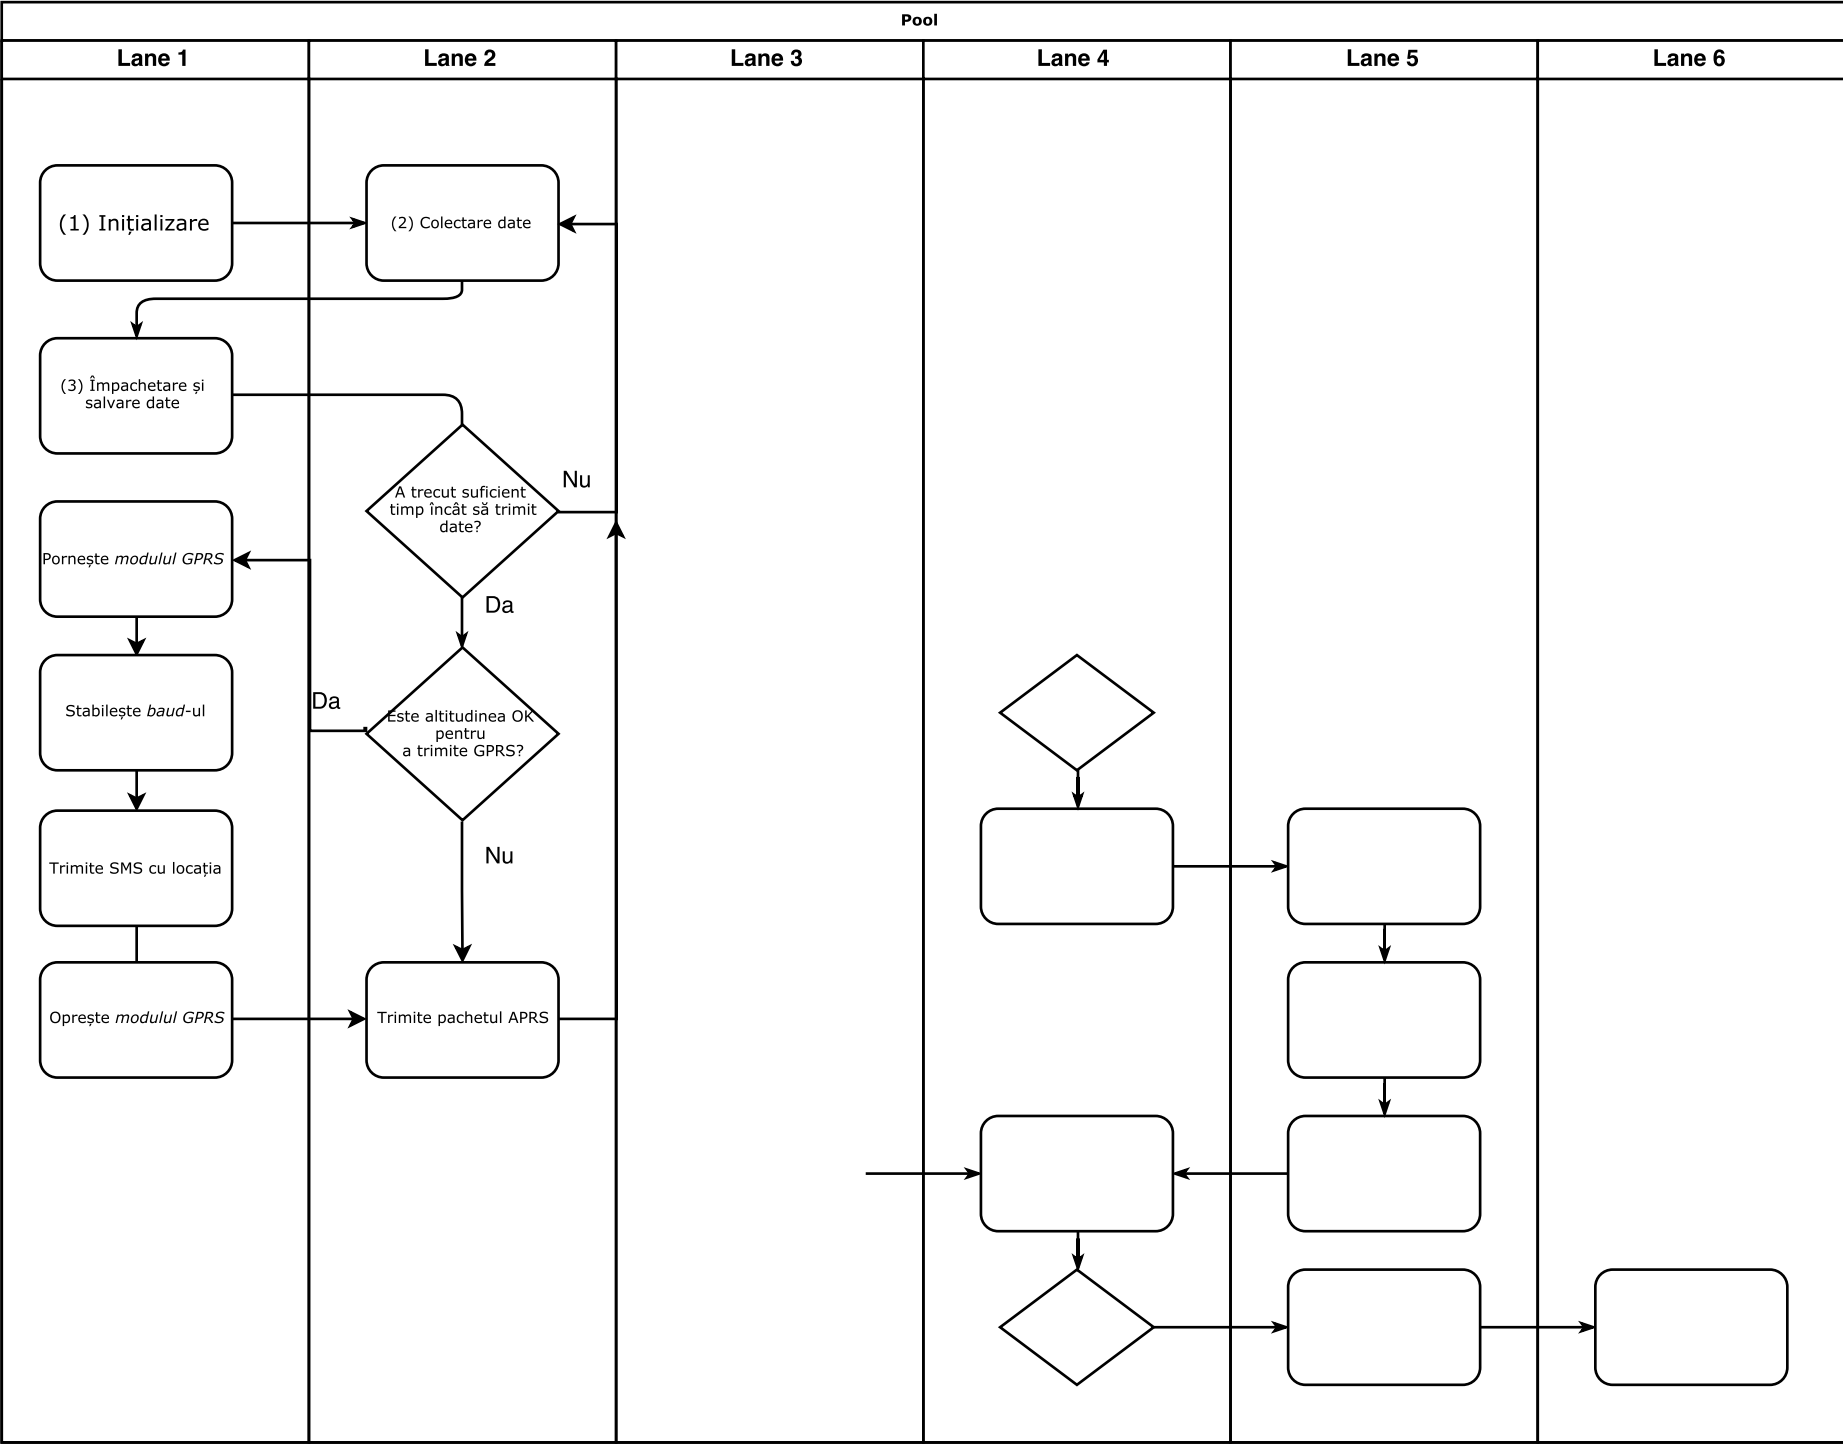 Pool
Lane 1
Lane 2
Lane 3
Lane 4
Lane 5
Lane 6
(1) Inițializare
(2) Colectare date
(3) Împachetare și
salvare date
A trecut suficient
timp încât să trimit
date?
Nu
Da
Pornește modulul GPRS
Stabilește baud-ul
Da
Este altitudinea OK
pentru
a trimite GPRS?
Nu
Trimite SMS cu locația
Oprește modulul GPRS
Trimite pachetul APRS